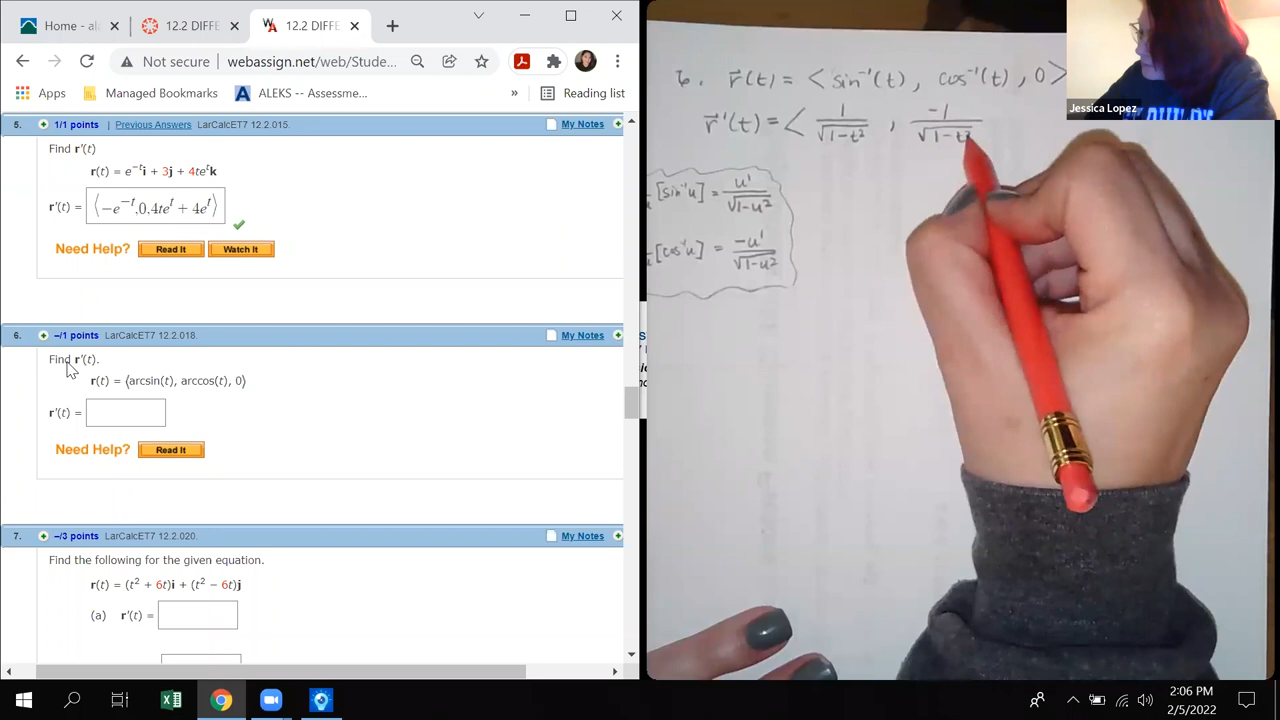 Home - al
12.2 DIFFE
12.2 DIFFE
Not secure
webassign.net/web/Stude...
Apps
Managed Bookmarks
ALEKS -- Assessme...
»
Reading list
5.
1/1 points
Previous Answers
LarCalcET7 12.2.015.
My Notes
Find r'(t)
r(t) = e⁻ᵗi + 3j + 4teᵗk
r'(t) = ⟨−e⁻ᵗ,0,4teᵗ + 4eᵗ⟩
Need Help? Read It Watch It
6.
–/1 points
LarCalcET7 12.2.018.
My Notes
Find r'(t).
r(t) = ⟨arcsin(t), arccos(t), 0⟩
r'(t) =
Need Help? Read It
7.
–/3 points
LarCalcET7 12.2.020.
My Notes
Find the following for the given equation.
r(t) = (t² + 6t)i + (t² − 6t)j
(a) r'(t) =
6. r⃗(t) = < sin⁻¹(t), cos⁻¹(t), 0 >
r⃗'(t) = < 1/√(1-t²), -1/√(1-t²)
[sin⁻¹u] = u'/√(1-u²)
[cos⁻¹u] = -u'/√(1-u²)
Jessica Lopez
2:06 PM
2/5/2022